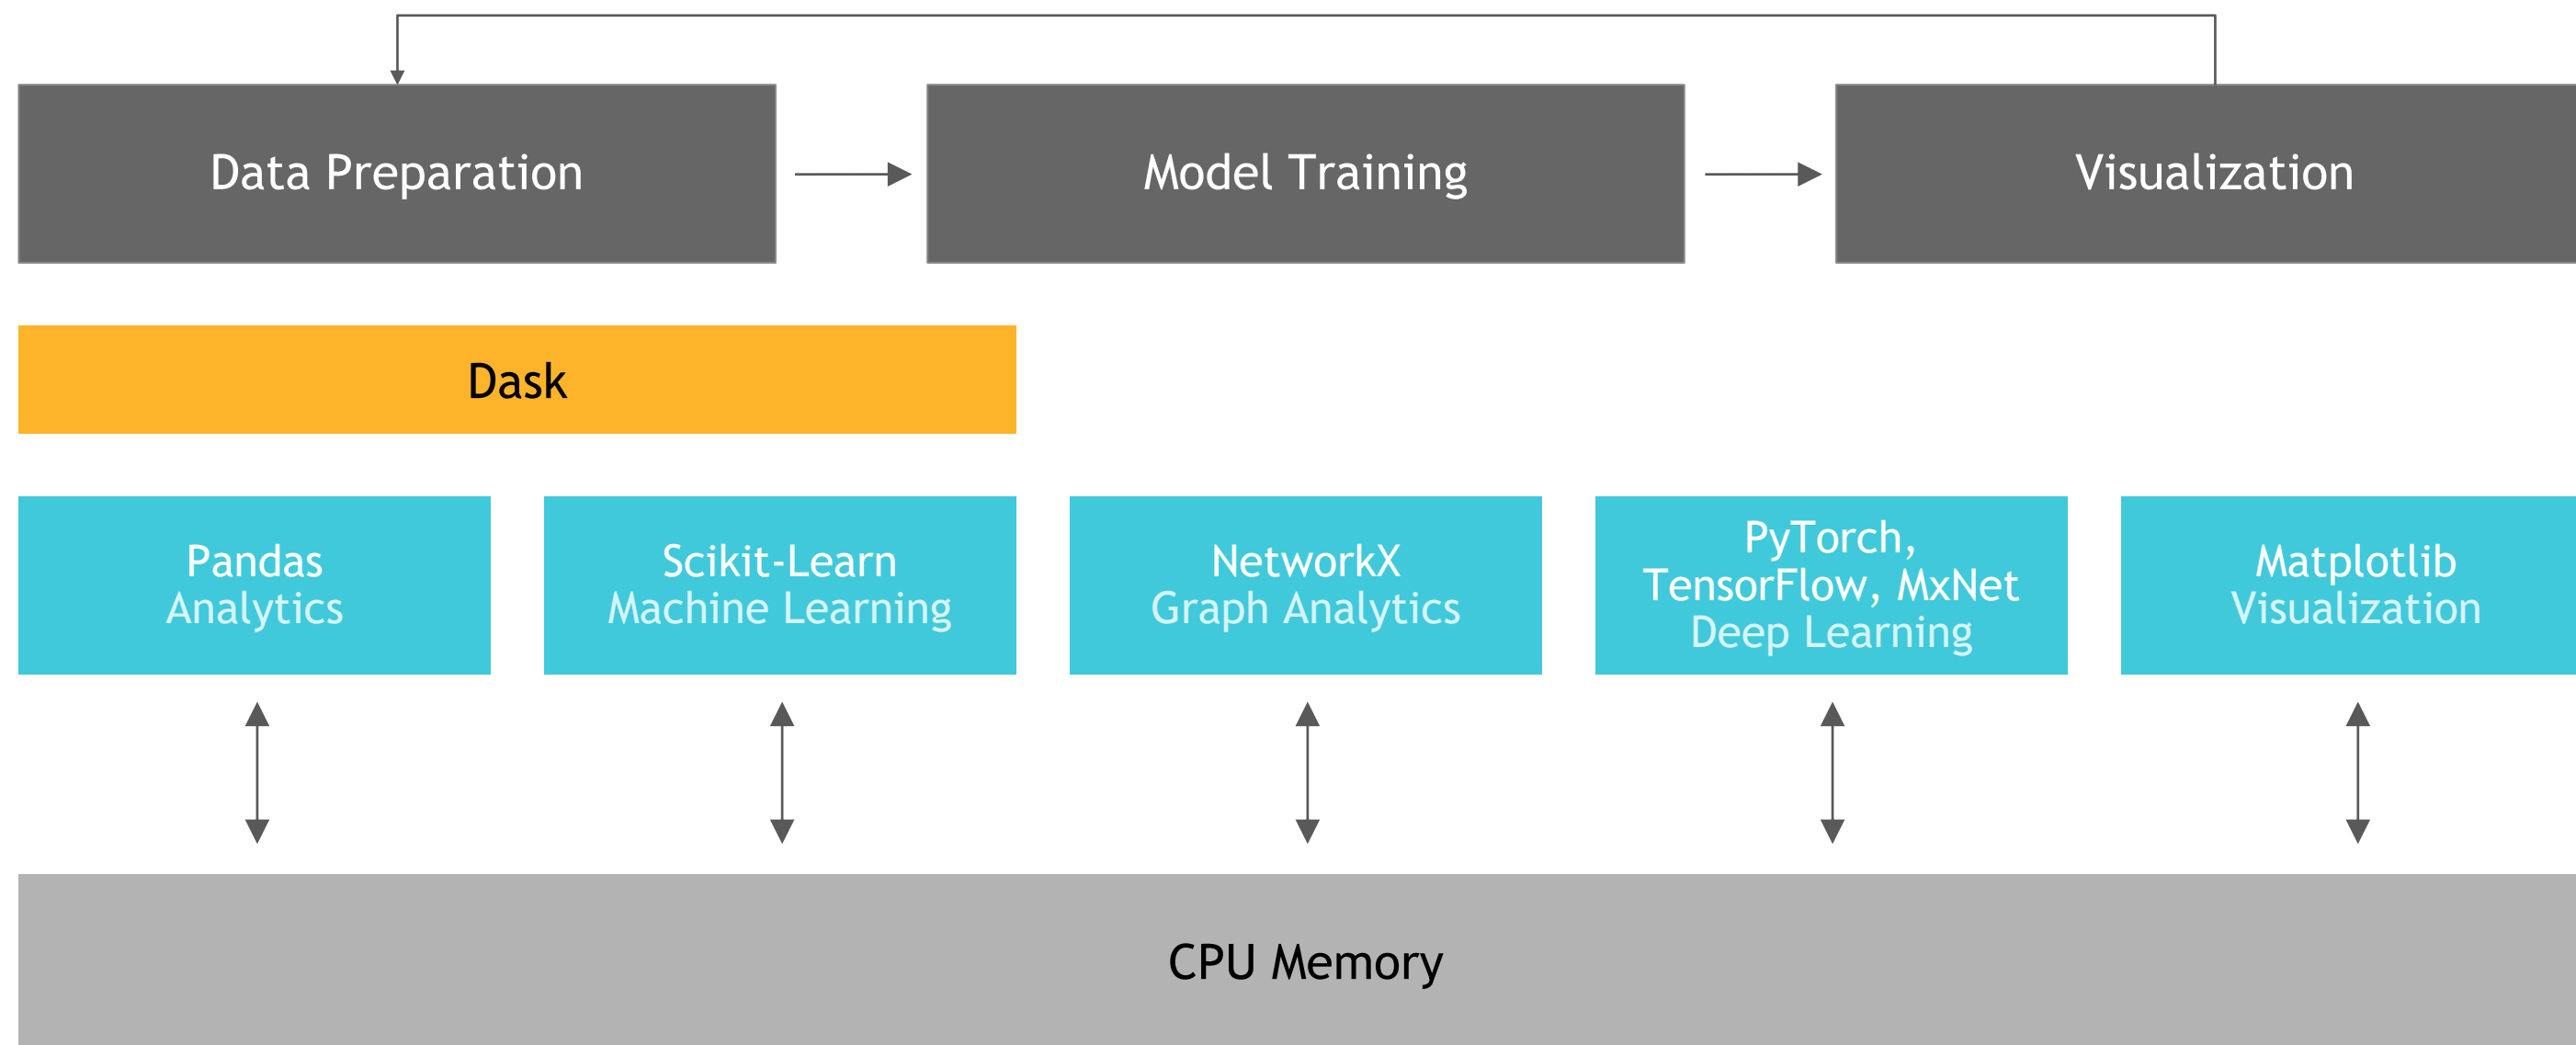 Data Preparation
Model Training
Visualization
Dask
Pandas
Analytics
Scikit-Learn
Machine Learning
NetworkX
Graph Analytics
PyTorch,
TensorFlow, MxNet
Deep Learning
Matplotlib
Visualization
CPU Memory